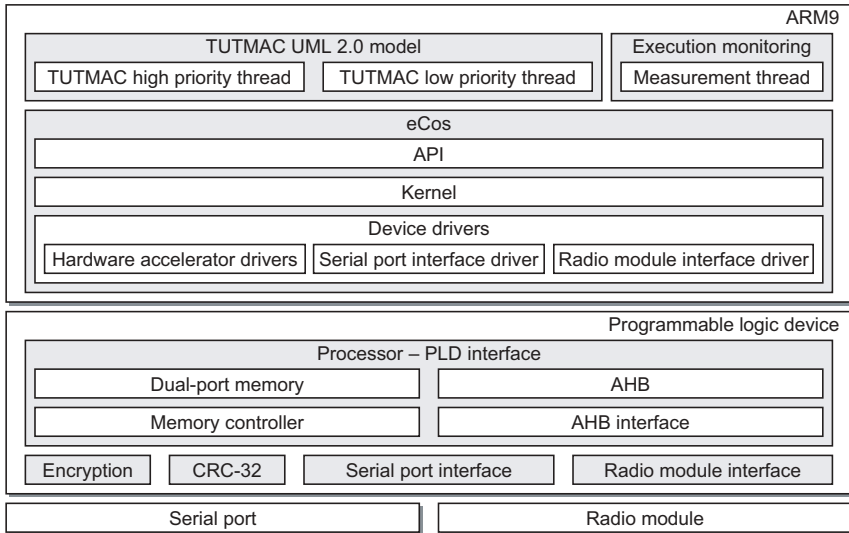 ARM9
TUTMAC UML 2.0 model
Execution monitoring
TUTMAC high priority thread
TUTMAC low priority thread
Measurement thread
eCos
API
Kernel
Device drivers
Hardware accelerator drivers
Serial port interface driver
Radio module interface driver
Programmable logic device
Processor – PLD interface
Dual-port memory
AHB
Memory controller
AHB interface
Encryption
CRC-32
Serial port interface
Radio module interface
Serial port
Radio module